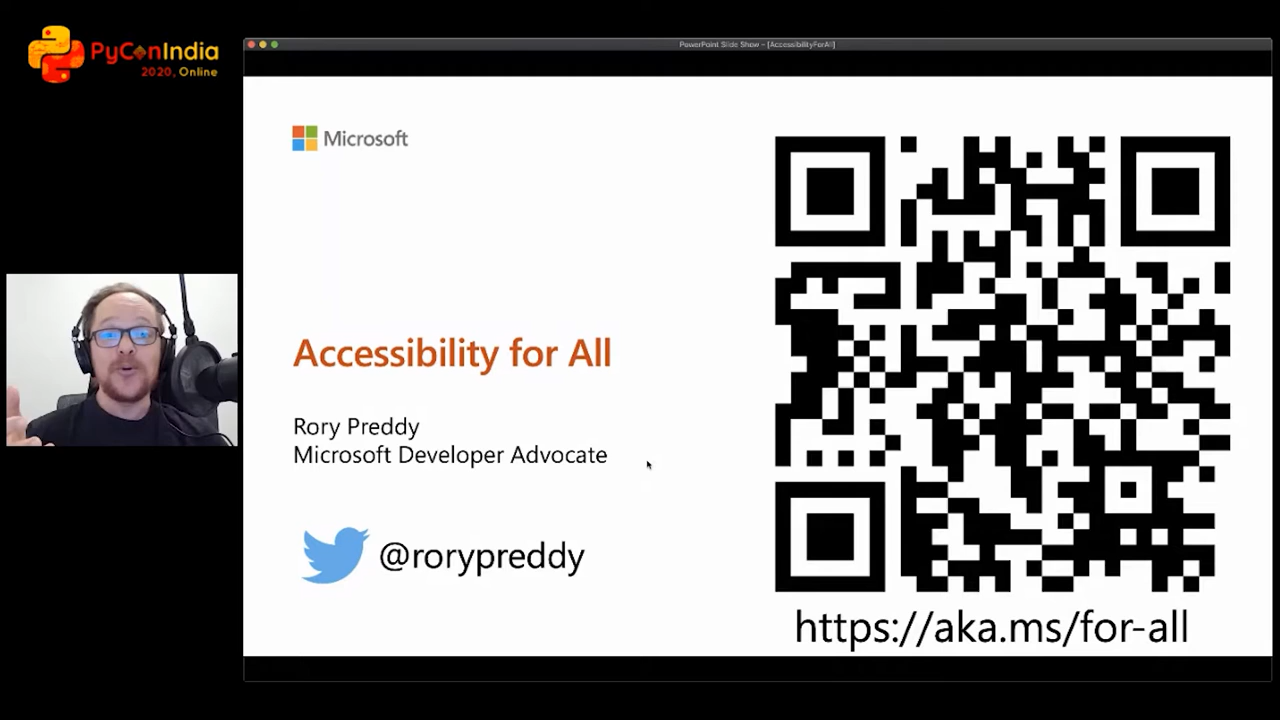 PyConIndia
2020, Online
PowerPoint Slide Show - [AccessibilityForAll]
Microsoft
Accessibility for All
Rory Preddy
Microsoft Developer Advocate
@rorypreddy
https://aka.ms/for-all